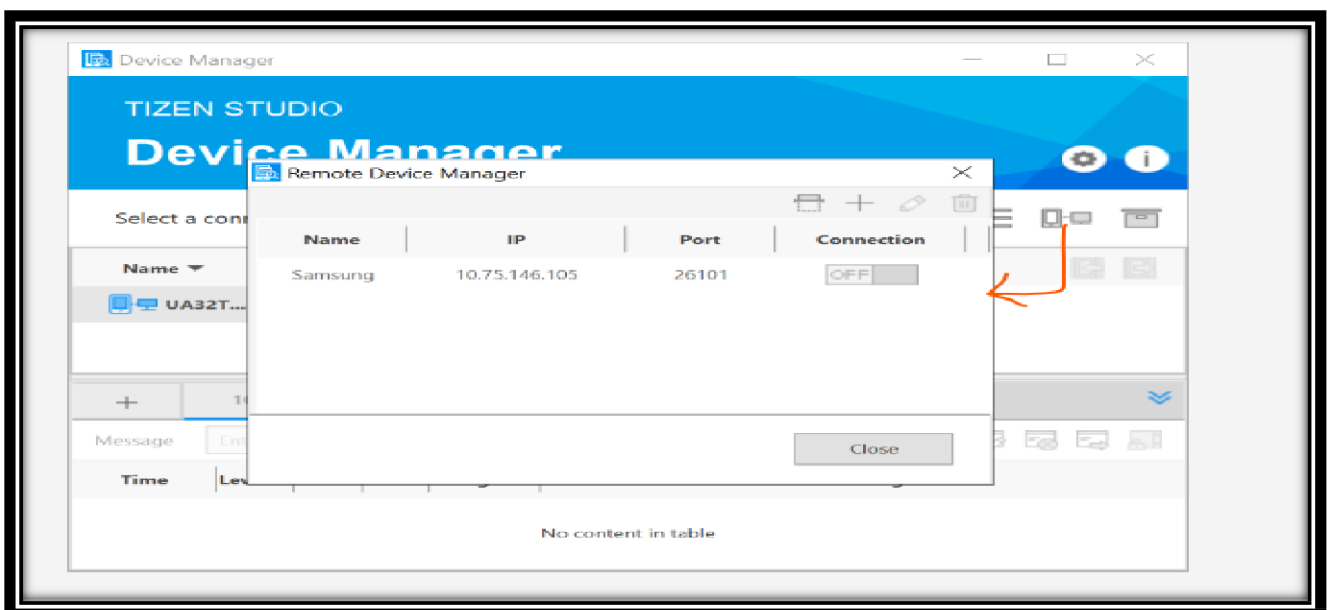 Device Manager
TIZEN STUDIO
Device Manager
Remote Device Manager
Select a
Name IP Port Connection
Name
Samsung 10.75.146.105 26101 OFF
UA32T...
Message
Close
Time
No content in table